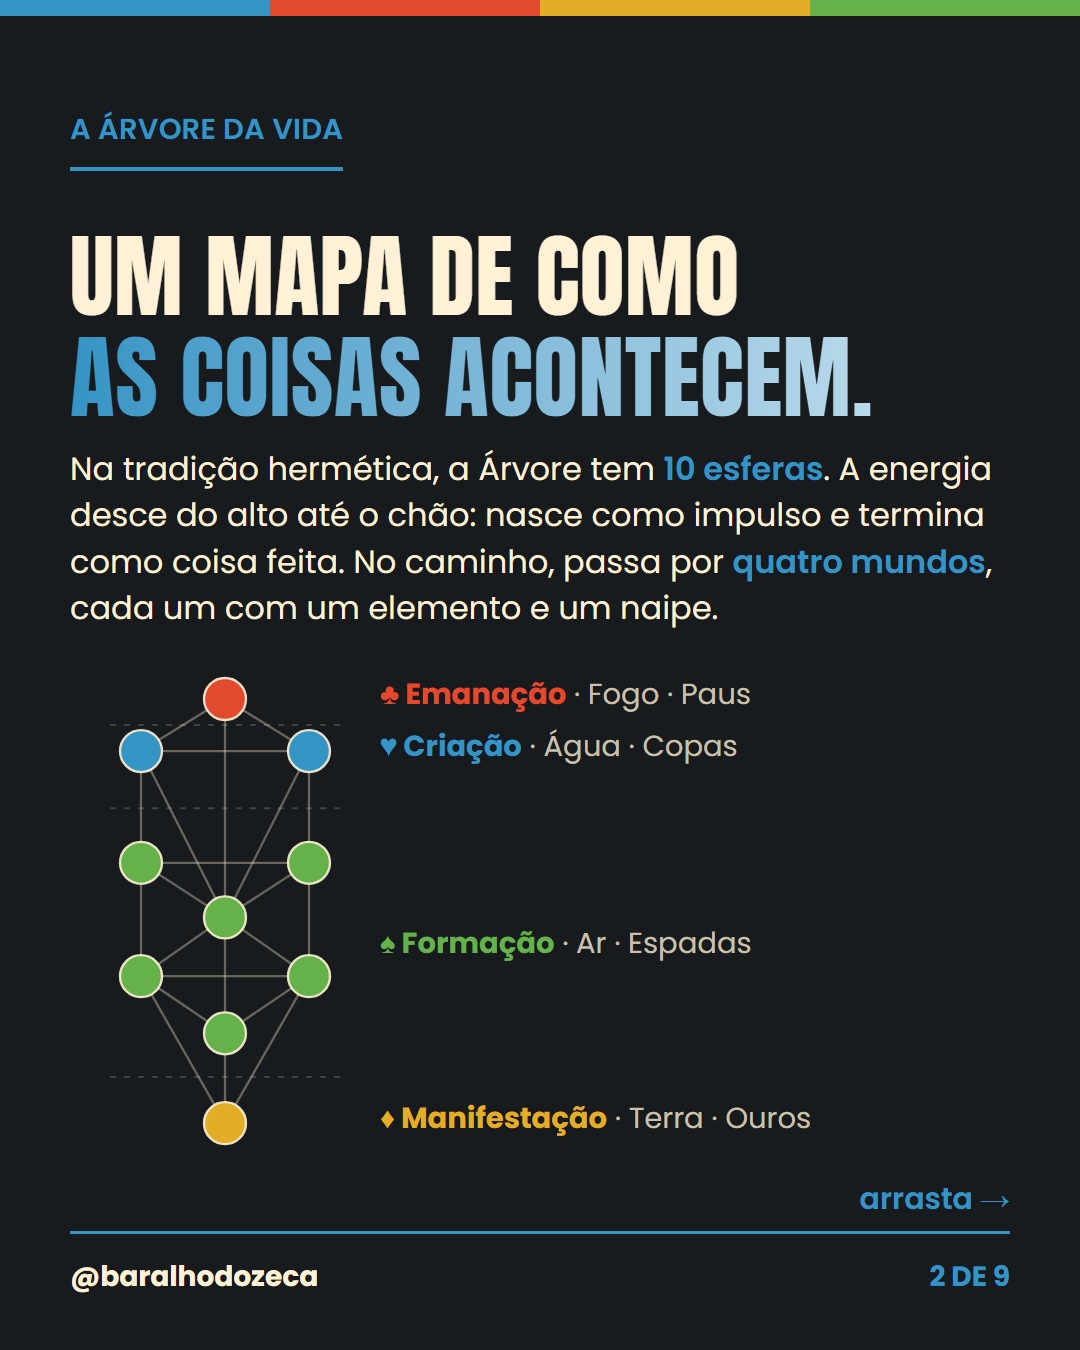 A ÁRVORE DA VIDA
UM MAPA DE COMO
AS COISAS ACONTECEM.
Na tradição hermética, a Árvore tem 10 esferas. A energia
desce do alto até o chão: nasce como impulso e termina
como coisa feita. No caminho, passa por quatro mundos,
cada um com um elemento e um naipe.
♣ Emanação · Fogo · Paus
♥ Criação · Água · Copas
♠ Formação · Ar · Espadas
♦ Manifestação · Terra · Ouros
arrasta →
@baralhodozeca
2 DE 9